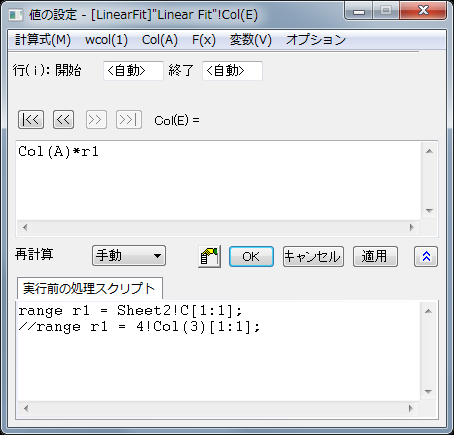 値の設定 - [LinearFit]"Linear Fit"!Col(E)
計算式(M) wcol(1) Col(A) F(x) 変数(V) オプション
行(i): 開始 <自動> 終了 <自動>
|<< << >> >>| Col(E) =
Col(A)*r1
再計算 手動 OK キャンセル 適用
実行前の処理スクリプト
range r1 = Sheet2!C[1:1];
//range r1 = 4!Col(3)[1:1];